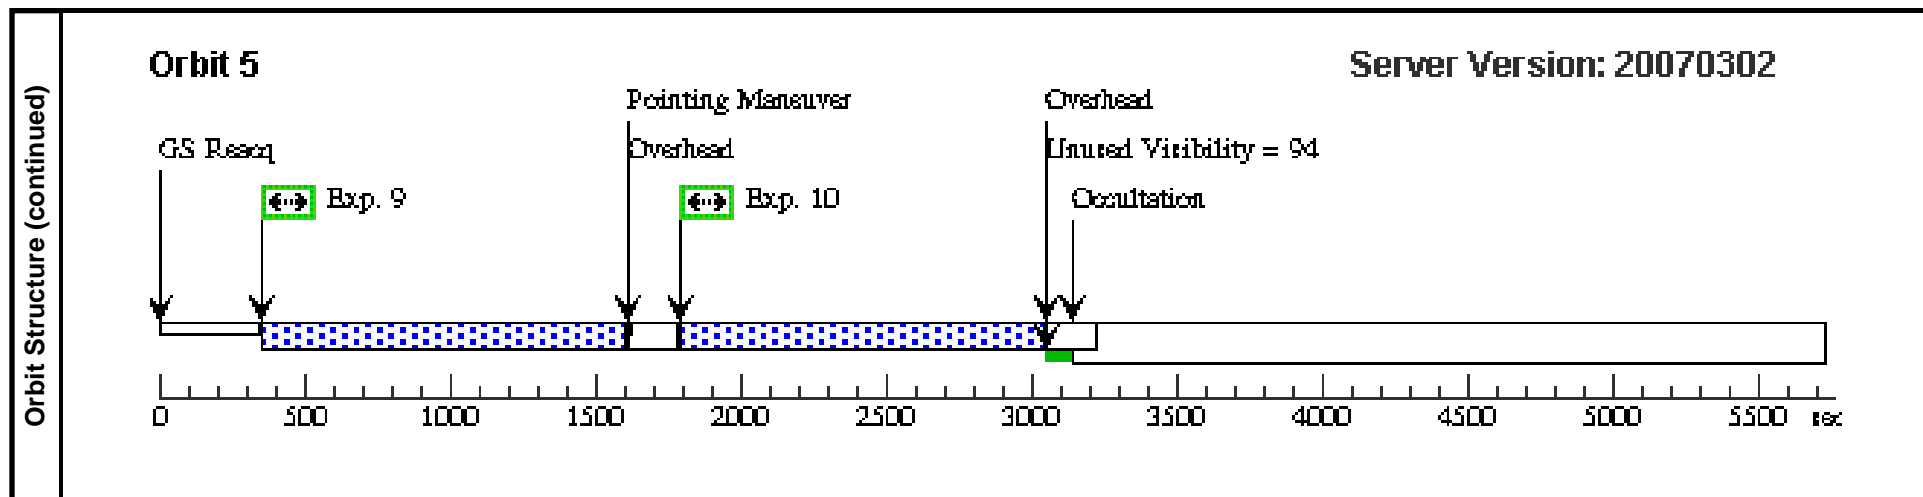 Orbit Structure (continued)
Orbit 5
Server Version: 20070302
Pointing Maneuver
Overhead
GS Reacq
Overhead
Unused Visibility = 94
Exp. 9
Exp. 10
Occultation
0 500 1000 1500 2000 2500 3000 3500 4000 4500 5000 5500 sec